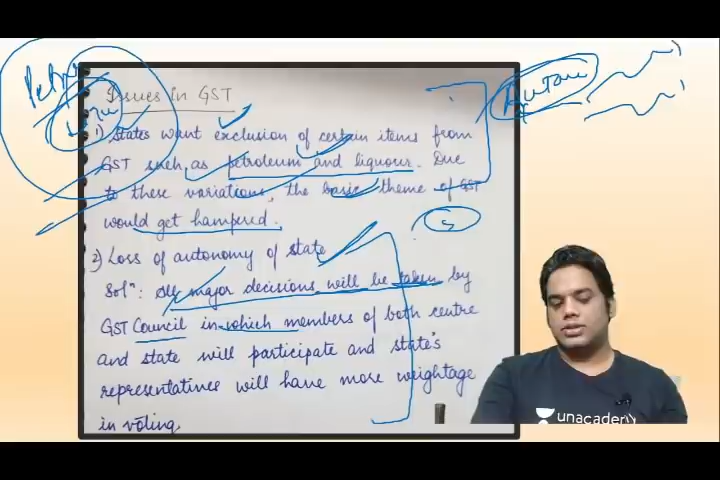 Issues In GST
1) States want exclusion of certain items from
GST such as petroleum and liquour. Due
to these variations, the basic theme of GST
would get hampered.
2) Loss of autonomy of state
Solⁿ: All major decisions will be taken by
GST Council in which members of both centre
and state will participate and state's
representatives will have more weightage
in voting.
unacademy